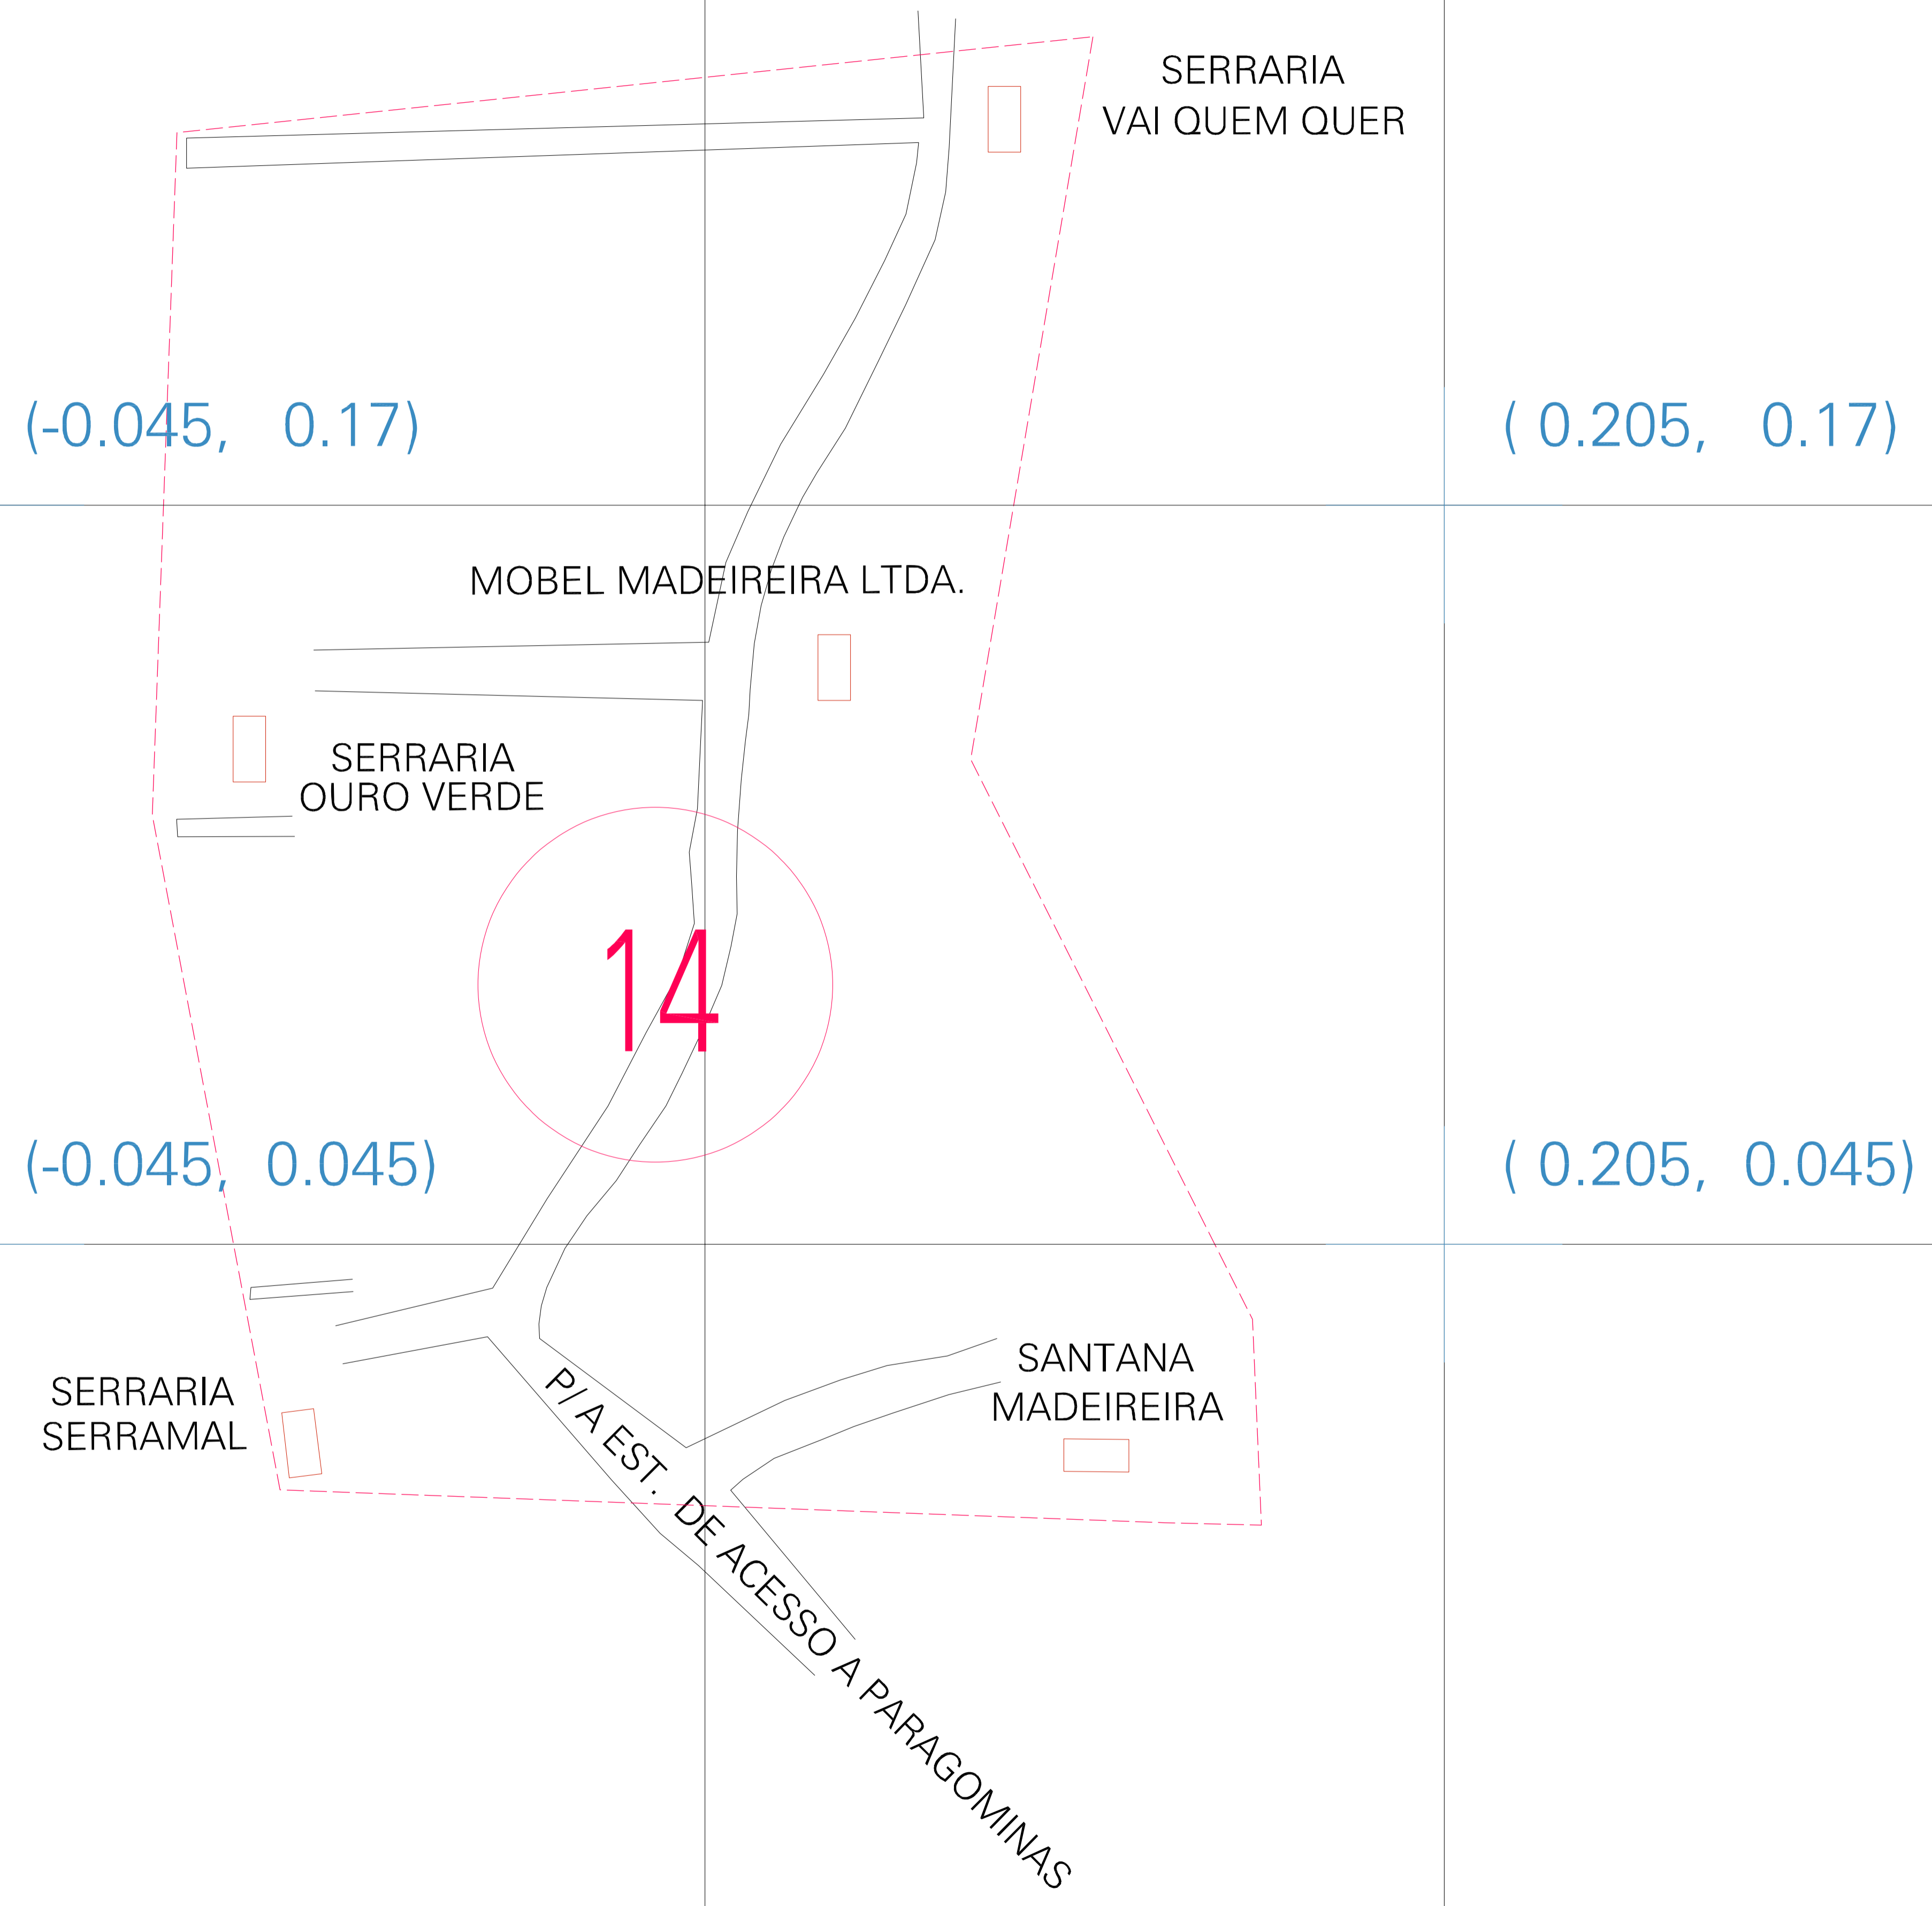 SERRARIA
VAI QUEM QUER
(-0.045, 0.17)
( 0.205, 0.17)
MOBEL MADEIREIRA LTDA.
SERRARIA
OURO VERDE
14
(-0.045, 0.045)
( 0.205, 0.045)
SANTANA
MADEIREIRA
SERRARIA
SERRAMAL
P/A EST. DE ACESSO A PARAGOMINAS